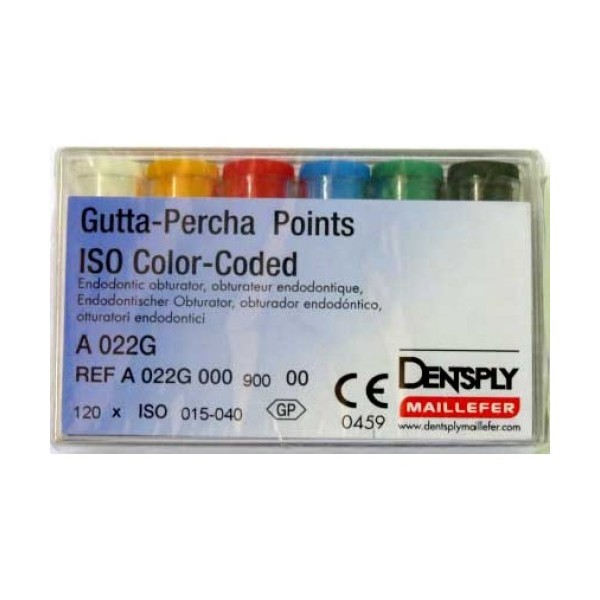 Gutta-Percha Points
ISO Color-Coded
Endodontic obturator, obturateur endodontique,
Endodontischer Obturator, obturador endodóntico,
otturatori endodontici
A 022G
REF A 022G 000 900 00
120 x ISO 015-040 GP
CE
0459
DENTSPLY
MAILLEFER
www.dentsplymaillefer.com